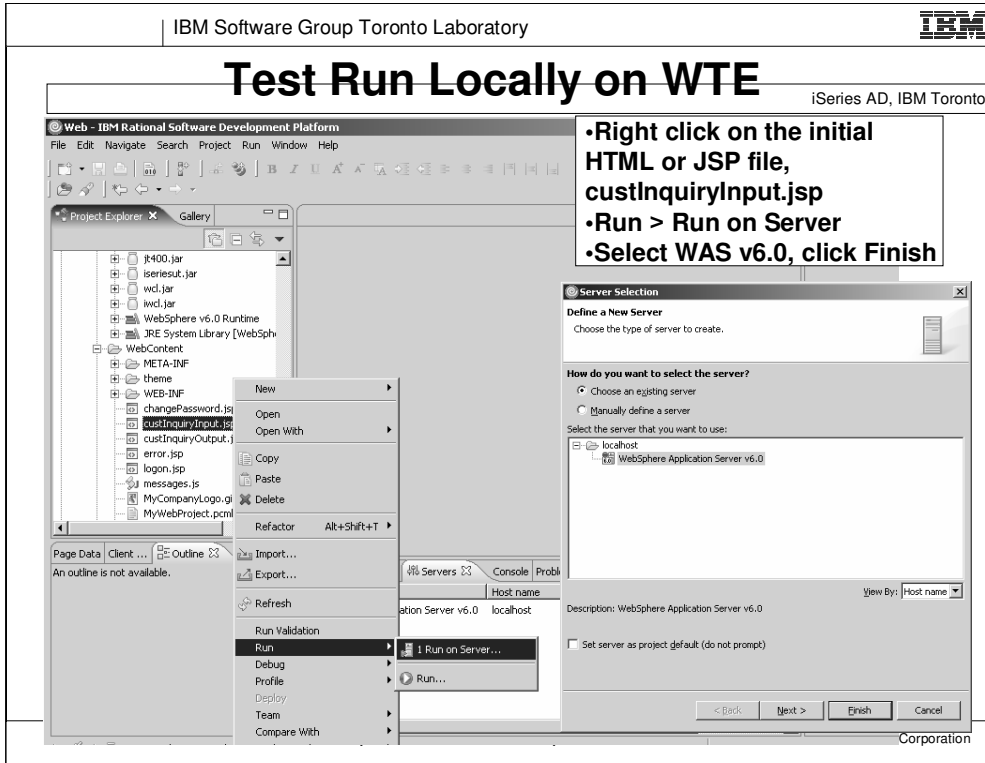 IBM Software Group Toronto Laboratory
IBM
Test Run Locally on WTE
iSeries AD, IBM Toronto
•Right click on the initial
HTML or JSP file,
custInquiryInput.jsp
•Run > Run on Server
•Select WAS v6.0, click Finish
Web - IBM Rational Software Development Platform
File Edit Navigate Search Project Run Window Help
B I U
Project Explorer
Gallery
jt400.jar
iseriesut.jar
wcl.jar
iwcl.jar
WebSphere v6.0 Runtime
JRE System Library [WebSph
WebContent
META-INF
theme
WEB-INF
changePassword.js
custInquiryInput.jsp
custInquiryOutput.j
error.jsp
logon.jsp
messages.js
MyCompanyLogo.gi
MyWebProject.pcml
New
Open
Open With
Copy
Paste
Delete
Refactor Alt+Shift+T
Import...
Export...
Refresh
Run Validation
Run
Debug
Profile
Deploy
Team
Compare With
1 Run on Server...
Run...
Page Data
Client ...
Outline
An outline is not available.
Servers
Console
Probl
Host name
ation Server v6.0 localhost
Server Selection
Define a New Server
Choose the type of server to create.
How do you want to select the server?
Choose an existing server
Manually define a server
Select the server that you want to use:
localhost
WebSphere Application Server v6.0
View By: Host name
Description: WebSphere Application Server v6.0
Set server as project default (do not prompt)
< Back
Next >
Finish
Cancel
Corporation